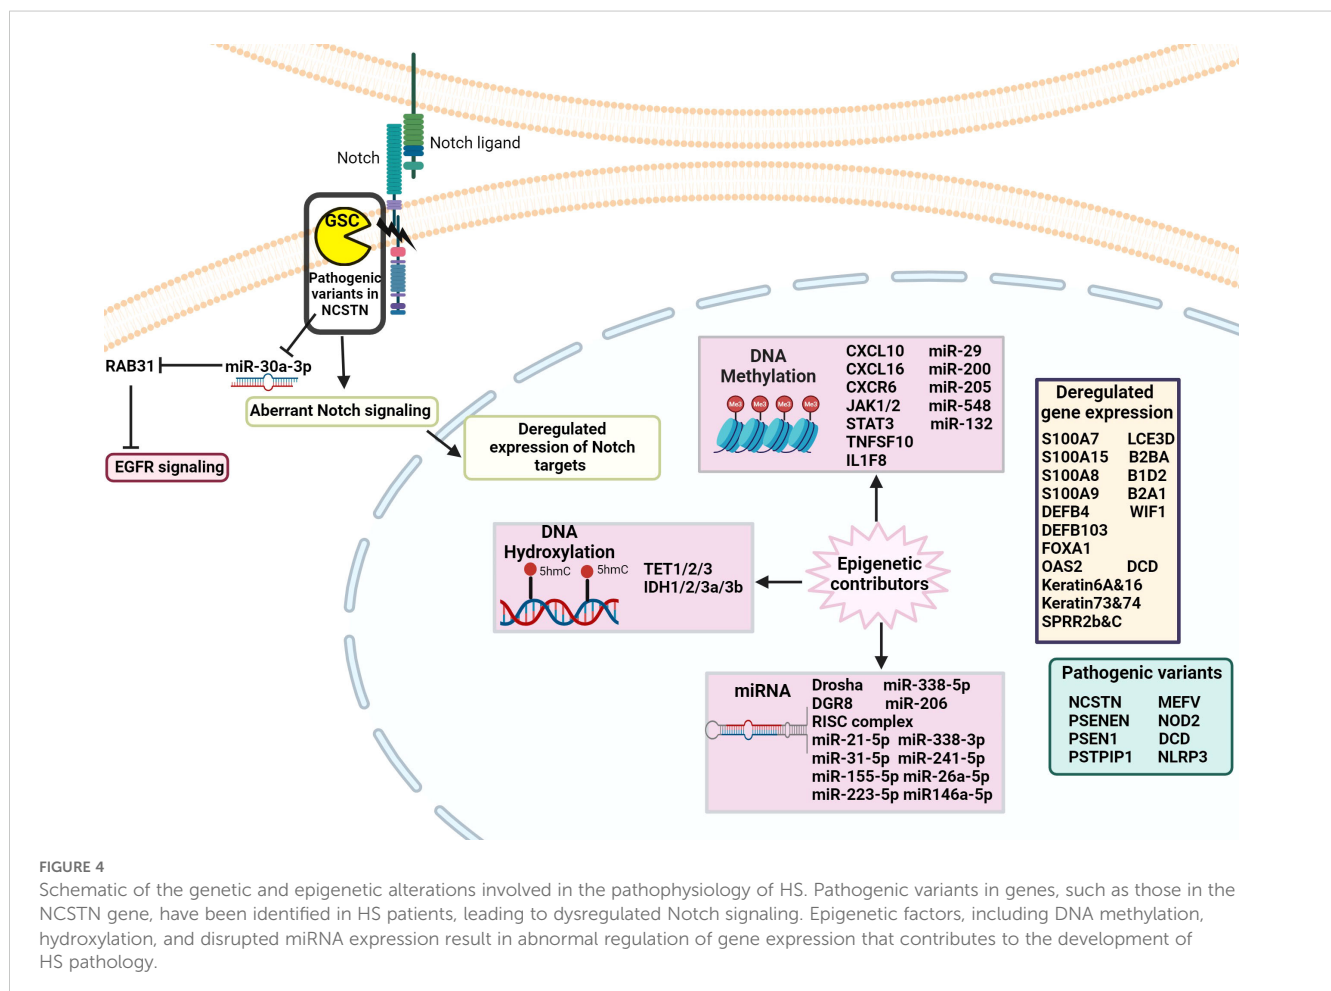 Notch ligand
Notch
GSC
Pathogenic
variants in
NCSTN
RAB31
miR-30a-3p
Aberrant Notch signaling
EGFR signaling
Deregulated
expression of Notch
targets
DNA
Methylation
Me3 Me3 Me3 Me3
CXCL10 miR-29
CXCL16 miR-200
CXCR6 miR-205
JAK1/2 miR-548
STAT3 miR-132
TNFSF10
IL1F8
DNA
Hydroxylation
5hmC 5hmC
TET1/2/3
IDH1/2/3a/3b
Epigenetic
contributors
miRNA
Drosha miR-338-5p
DGR8 miR-206
RISC complex
miR-21-5p miR-338-3p
miR-31-5p miR-241-5p
miR-155-5p miR-26a-5p
miR-223-5p miR146a-5p
Deregulated
gene expression
S100A7 LCE3D
S100A15 B2BA
S100A8 B1D2
S100A9 B2A1
DEFB4 WIF1
DEFB103
FOXA1
OAS2 DCD
Keratin6A&16
Keratin73&74
SPRR2b&C
Pathogenic variants
NCSTN MEFV
PSENEN NOD2
PSEN1 DCD
PSTPIP1 NLRP3
FIGURE 4
Schematic of the genetic and epigenetic alterations involved in the pathophysiology of HS. Pathogenic variants in genes, such as those in the
NCSTN gene, have been identified in HS patients, leading to dysregulated Notch signaling. Epigenetic factors, including DNA methylation,
hydroxylation, and disrupted miRNA expression result in abnormal regulation of gene expression that contributes to the development of
HS pathology.